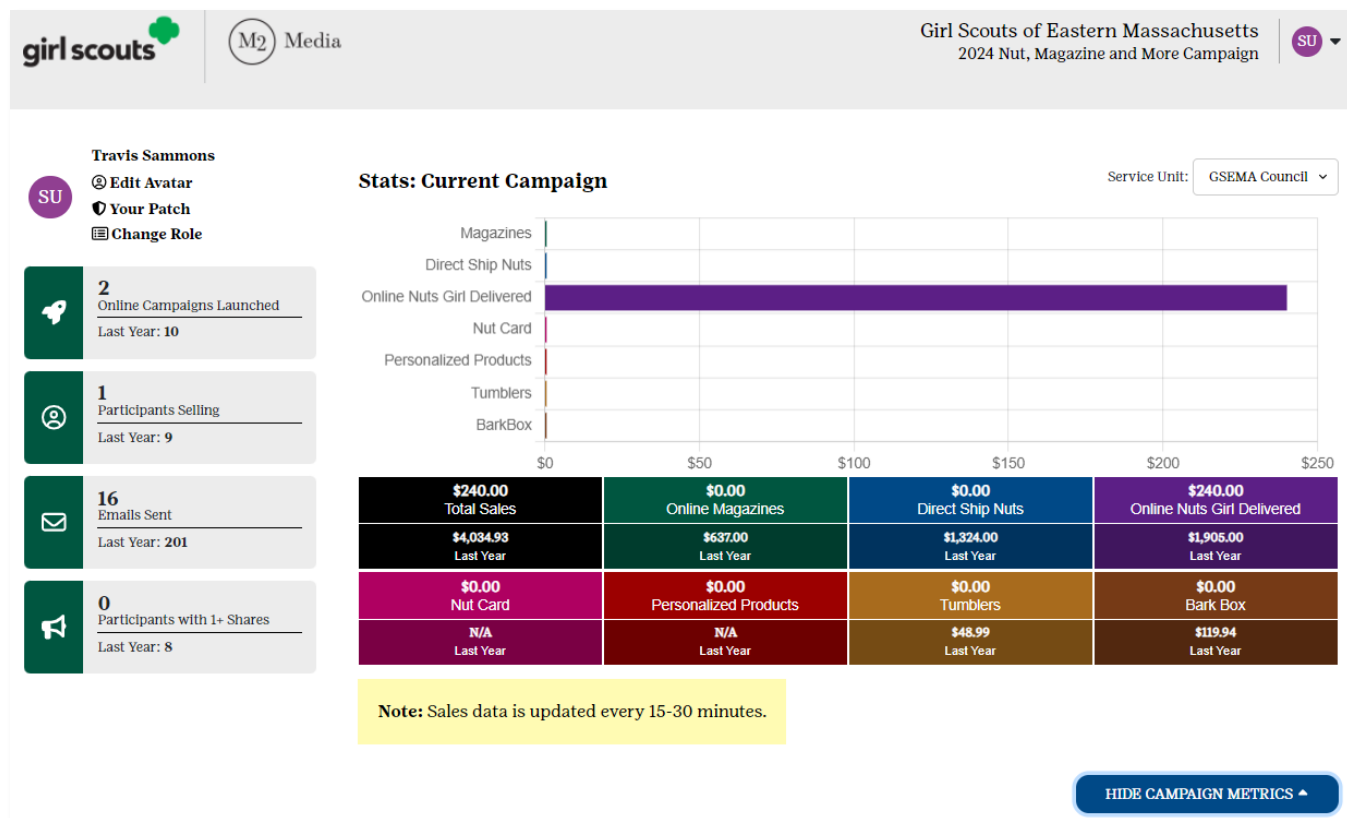 girl scouts
M2 Media
Girl Scouts of Eastern Massachusetts
2024 Nut, Magazine and More Campaign
SU
Travis Sammons
SU
Edit Avatar
Your Patch
Change Role
2
Online Campaigns Launched
Last Year: 10
1
Participants Selling
Last Year: 9
16
Emails Sent
Last Year: 201
0
Participants with 1+ Shares
Last Year: 8
Stats: Current Campaign
Service Unit: GSEMA Council
Magazines
Direct Ship Nuts
Online Nuts Girl Delivered
Nut Card
Personalized Products
Tumblers
BarkBox
$0 $50 $100 $150 $200 $250
$240.00 $0.00 $0.00 $240.00
Total Sales Online Magazines Direct Ship Nuts Online Nuts Girl Delivered
$4,034.93 $637.00 $1,324.00 $1,905.00
Last Year Last Year Last Year Last Year
$0.00 $0.00 $0.00 $0.00
Nut Card Personalized Products Tumblers Bark Box
N/A N/A $48.99 $119.94
Last Year Last Year Last Year Last Year
Note: Sales data is updated every 15-30 minutes.
HIDE CAMPAIGN METRICS